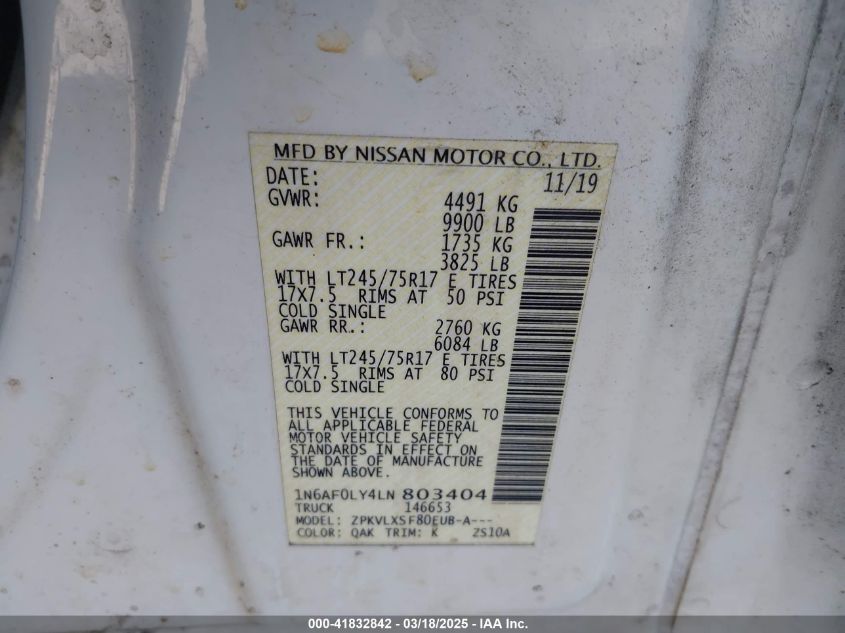 MFD BY NISSAN MOTOR CO., LTD.
DATE: 11/19
GVWR: 4491 KG
9900 LB
GAWR FR.: 1735 KG
3825 LB
WITH LT245/75R17 E TIRES
17X7.5 RIMS AT 50 PSI
COLD SINGLE
GAWR RR.: 2760 KG
6084 LB
WITH LT245/75R17 E TIRES
17X7.5 RIMS AT 80 PSI
COLD SINGLE
THIS VEHICLE CONFORMS TO
ALL APPLICABLE FEDERAL
MOTOR VEHICLE SAFETY
STANDARDS IN EFFECT ON
THE DATE OF MANUFACTURE
SHOWN ABOVE.
1N6AF0LY4LN 803404
TRUCK 146653
MODEL: ZPKVLXSF80EUB-A---
COLOR: QAK TRIM: K ZS10A
000-41832842 - 03/18/2025 - IAA Inc.